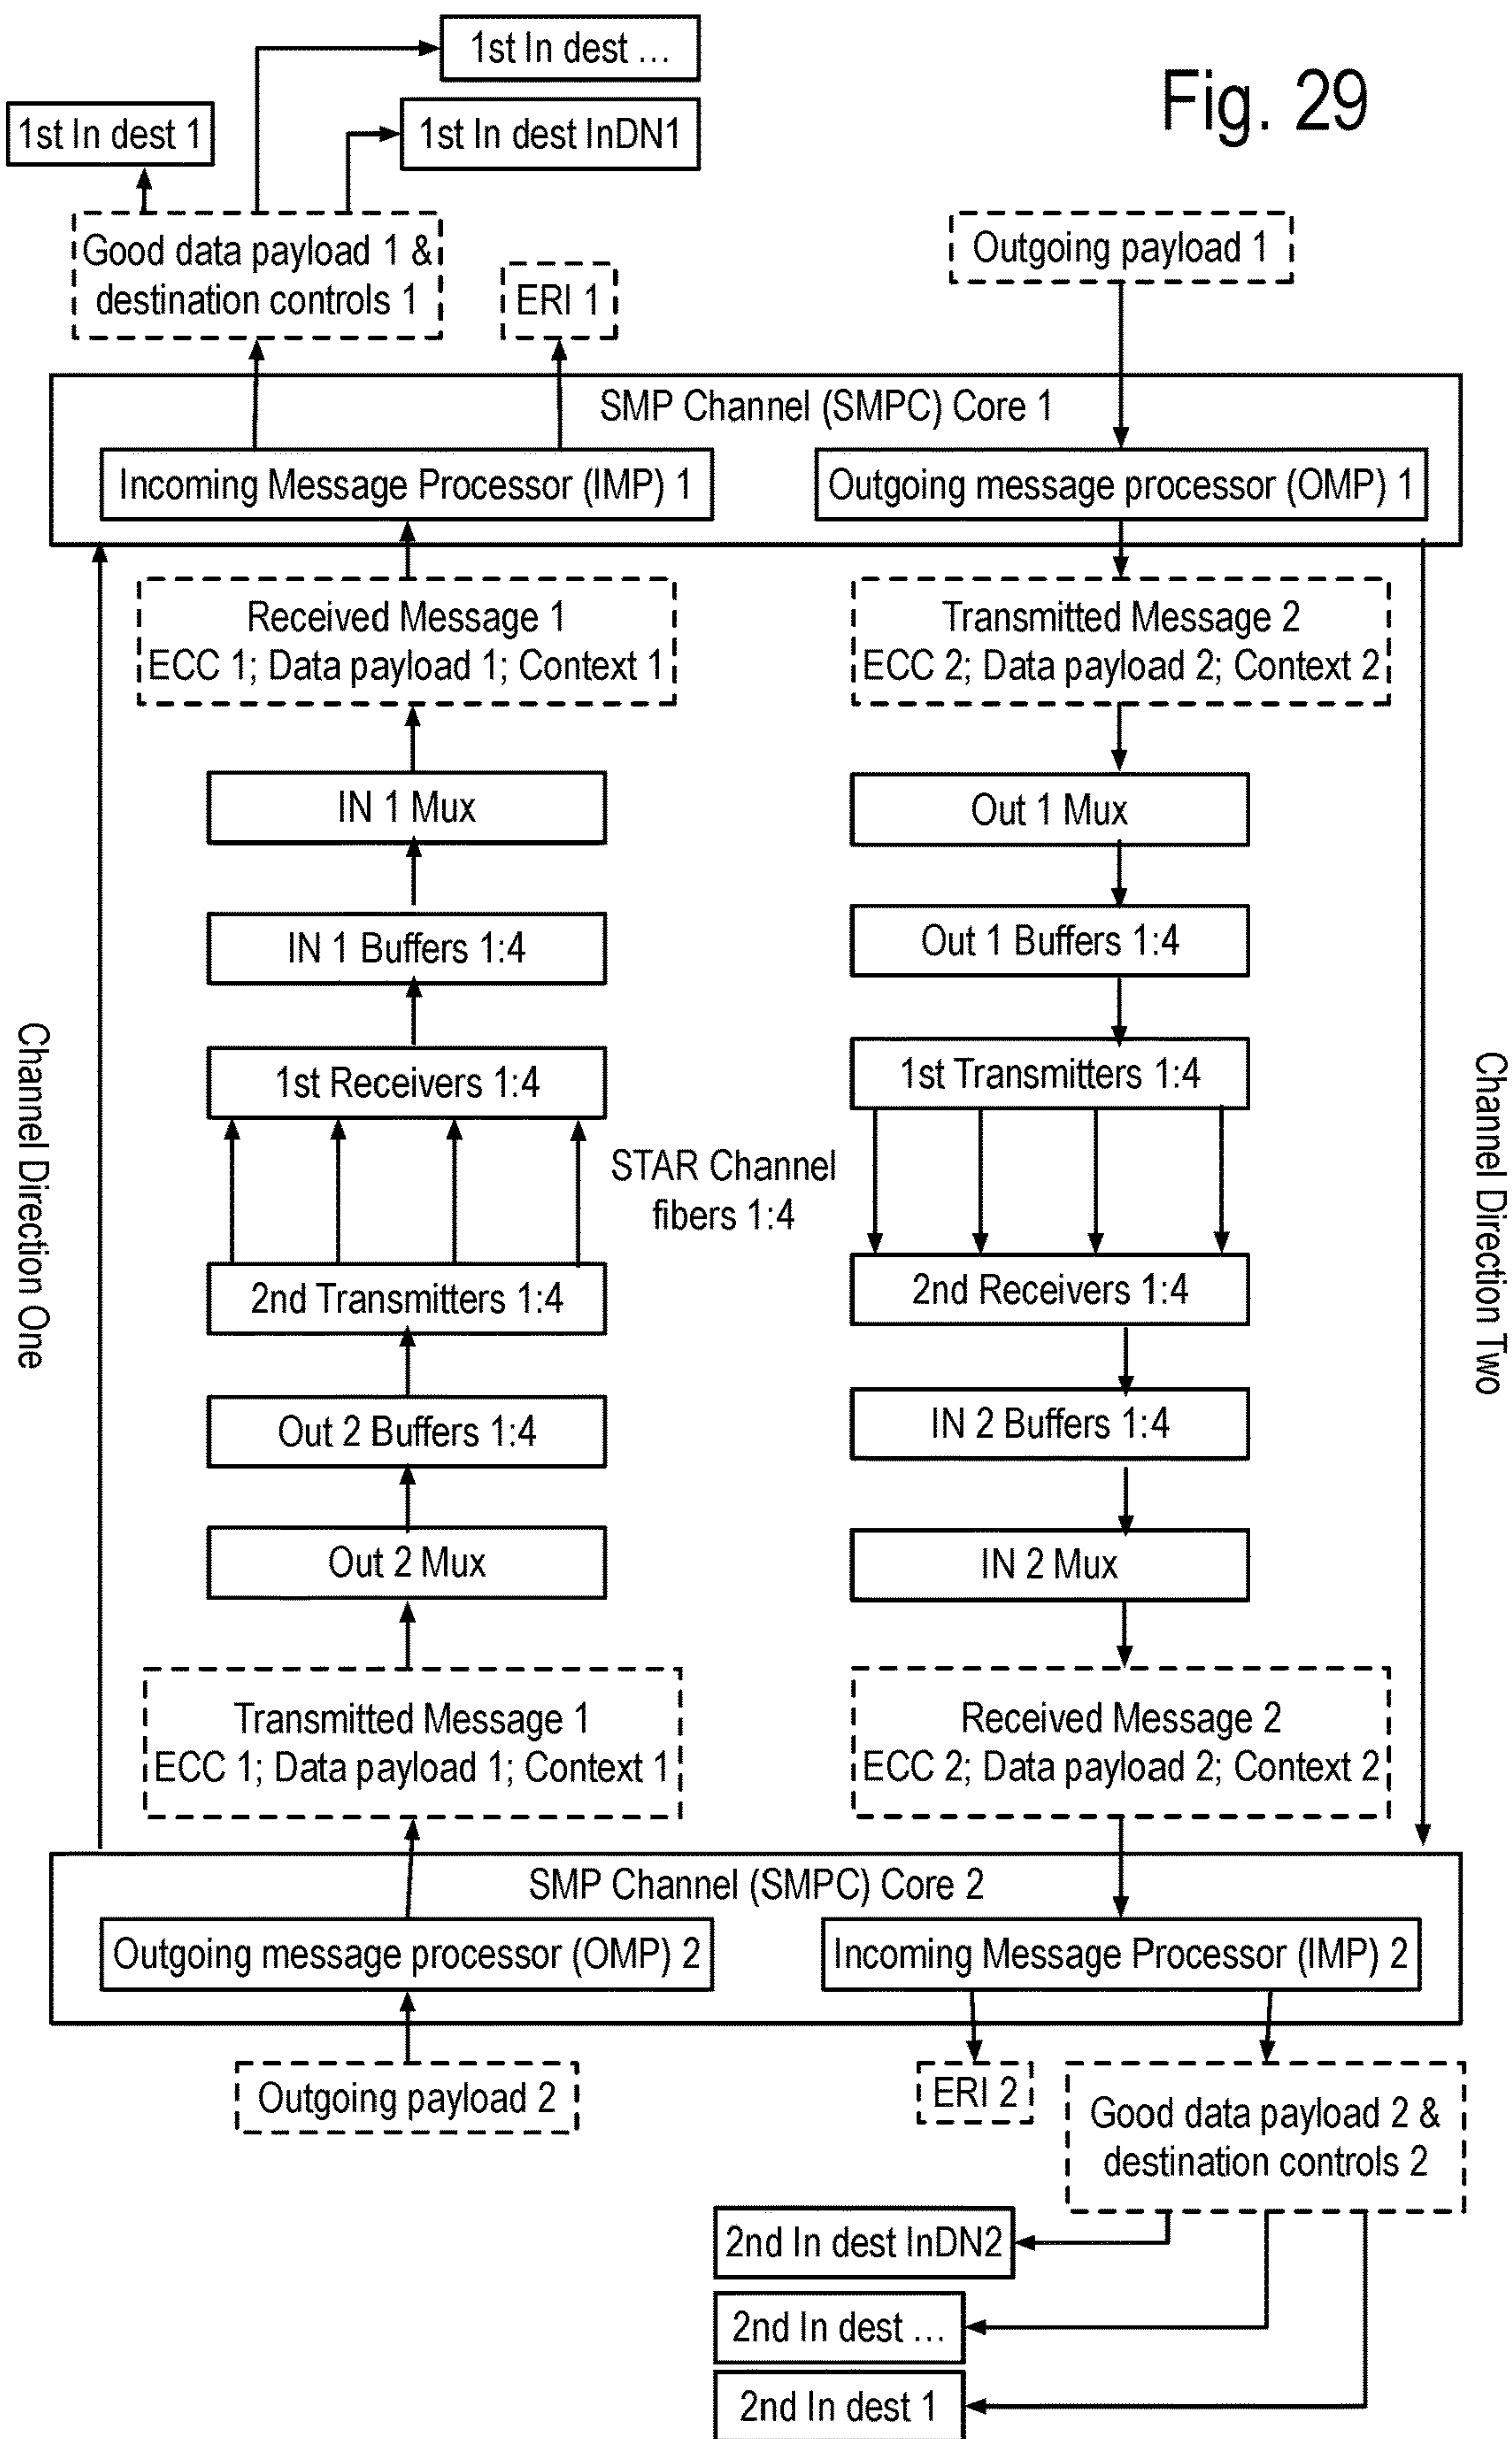 Fig. 29
1st In dest ...
1st In dest 1
1st In dest InDN1
Good data payload 1 &
destination controls 1
ERI 1
Outgoing payload 1
SMP Channel (SMPC) Core 1
Incoming Message Processor (IMP) 1
Outgoing message processor (OMP) 1
Received Message 1
ECC 1; Data payload 1; Context 1
Transmitted Message 2
ECC 2; Data payload 2; Context 2
IN 1 Mux
Out 1 Mux
IN 1 Buffers 1:4
Out 1 Buffers 1:4
1st Receivers 1:4
1st Transmitters 1:4
Channel Direction One
STAR Channel
fibers 1:4
Channel Direction Two
2nd Transmitters 1:4
2nd Receivers 1:4
Out 2 Buffers 1:4
IN 2 Buffers 1:4
Out 2 Mux
IN 2 Mux
Transmitted Message 1
ECC 1; Data payload 1; Context 1
Received Message 2
ECC 2; Data payload 2; Context 2
SMP Channel (SMPC) Core 2
Outgoing message processor (OMP) 2
Incoming Message Processor (IMP) 2
Outgoing payload 2
ERI 2
Good data payload 2 &
destination controls 2
2nd In dest InDN2
2nd In dest ...
2nd In dest 1